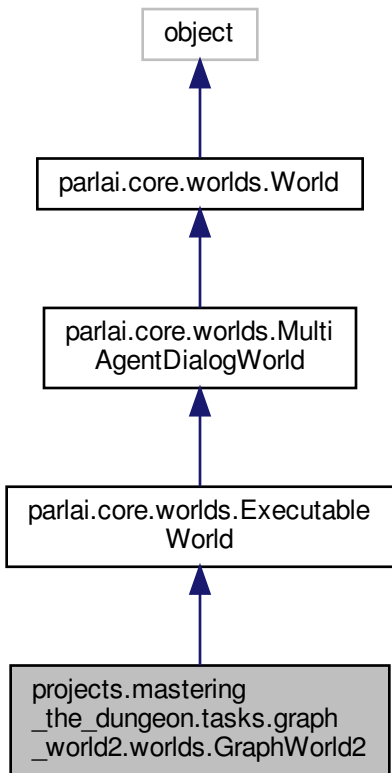 object
parlai.core.worlds.World
parlai.core.worlds.Multi
AgentDialogWorld
parlai.core.worlds.Executable
World
projects.mastering
_the_dungeon.tasks.graph
_world2.worlds.GraphWorld2